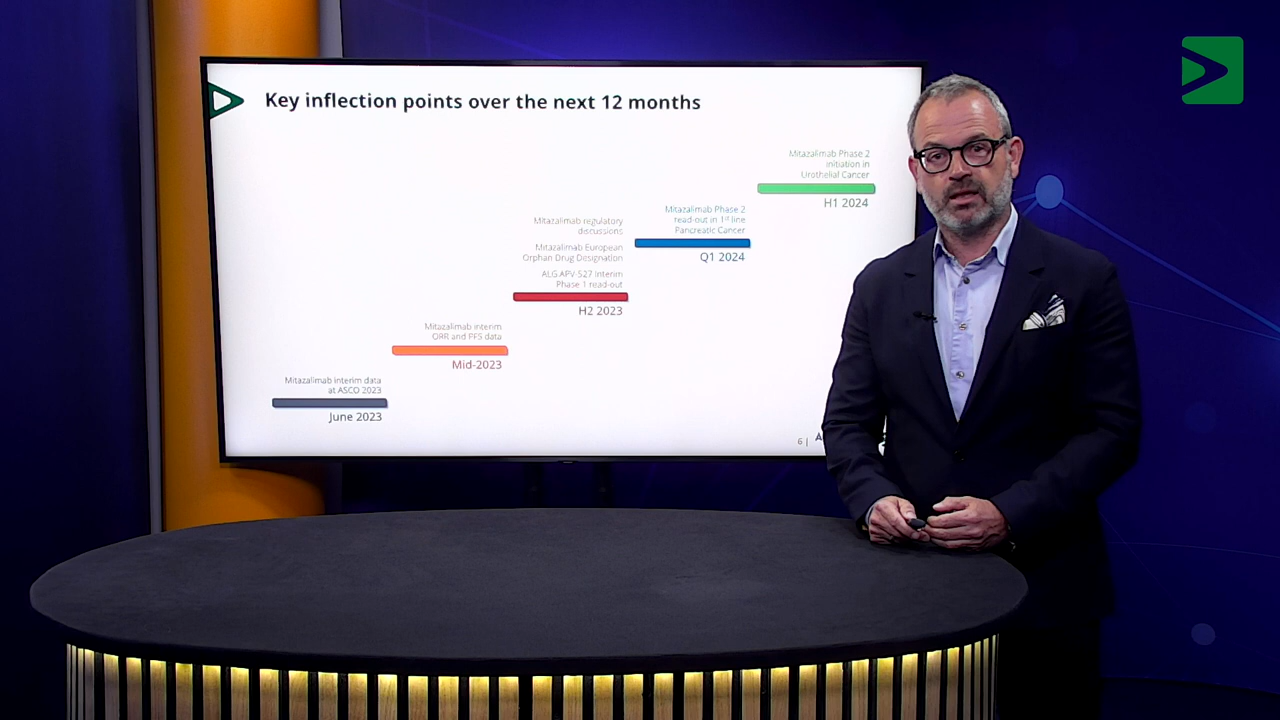 Key inflection points over the next 12 months
Mitazalimab Phase 2
initiation in
Urothelial Cancer
H1 2024
Mitazalimab Phase 2
read-out in 1st line
Pancreatic Cancer
Q1 2024
Mitazalimab regulatory
discussions
Mitazalimab European
Orphan Drug Designation
ALG.APV-527 Interim
Phase 1 read-out
H2 2023
Mitazalimab interim
ORR and PFS data
Mid-2023
Mitazalimab interim data
at ASCO 2023
June 2023
6 |